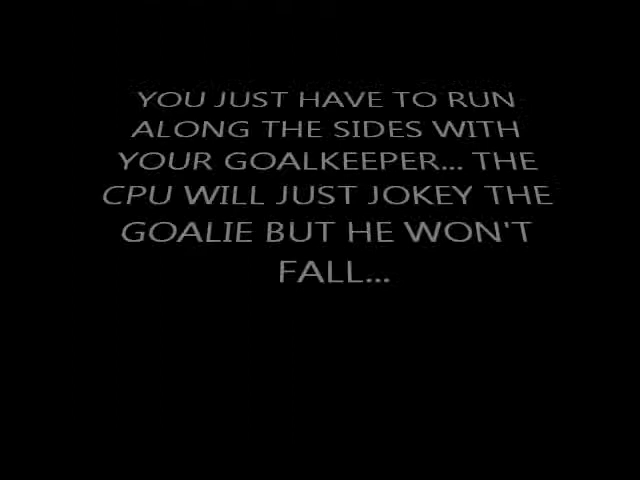 YOU JUST HAVE TO RUN
ALONG THE SIDES WITH
YOUR GOALKEEPER... THE
CPU WILL JUST JOKEY THE
GOALIE BUT HE WON'T
FALL...